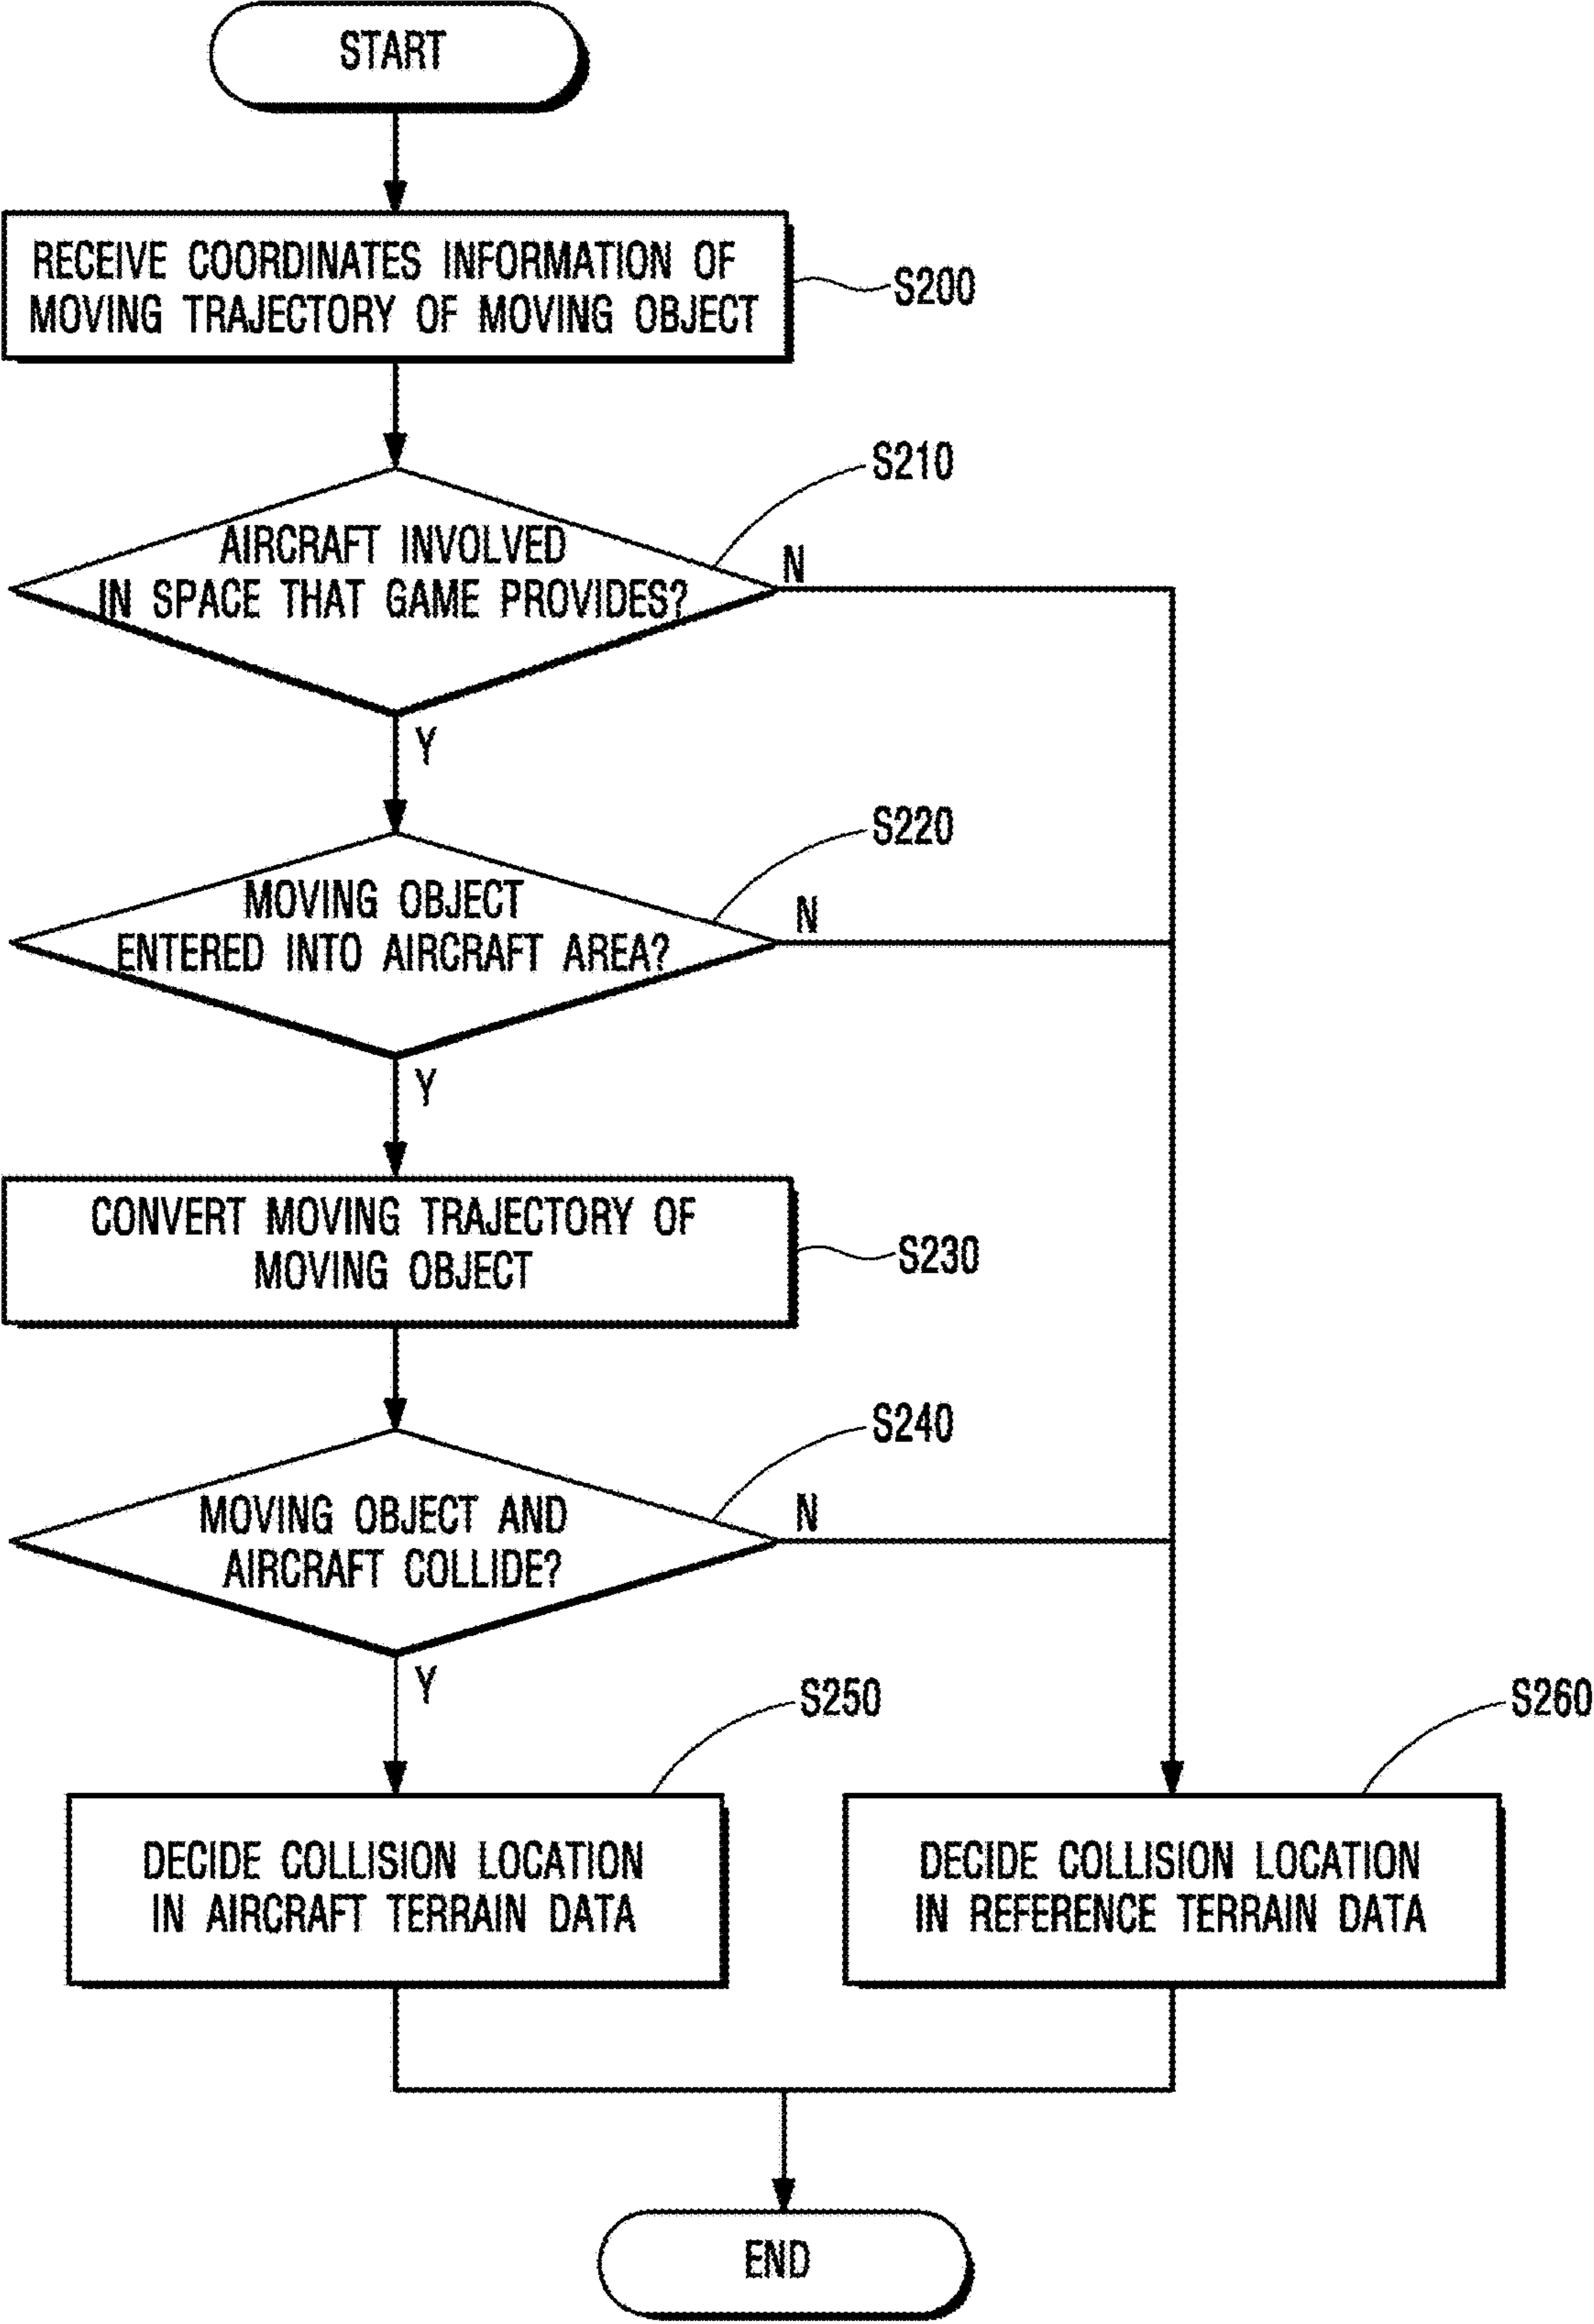 START
RECEIVE COORDINATES INFORMATION OF
MOVING TRAJECTORY OF MOVING OBJECT
S200
S210
AIRCRAFT INVOLVED
IN SPACE THAT GAME PROVIDES?
N
Y
S220
MOVING OBJECT
ENTERED INTO AIRCRAFT AREA?
N
Y
CONVERT MOVING TRAJECTORY OF
MOVING OBJECT
S230
S240
MOVING OBJECT AND
AIRCRAFT COLLIDE?
N
Y
S250
DECIDE COLLISION LOCATION
IN AIRCRAFT TERRAIN DATA
S260
DECIDE COLLISION LOCATION
IN REFERENCE TERRAIN DATA
END